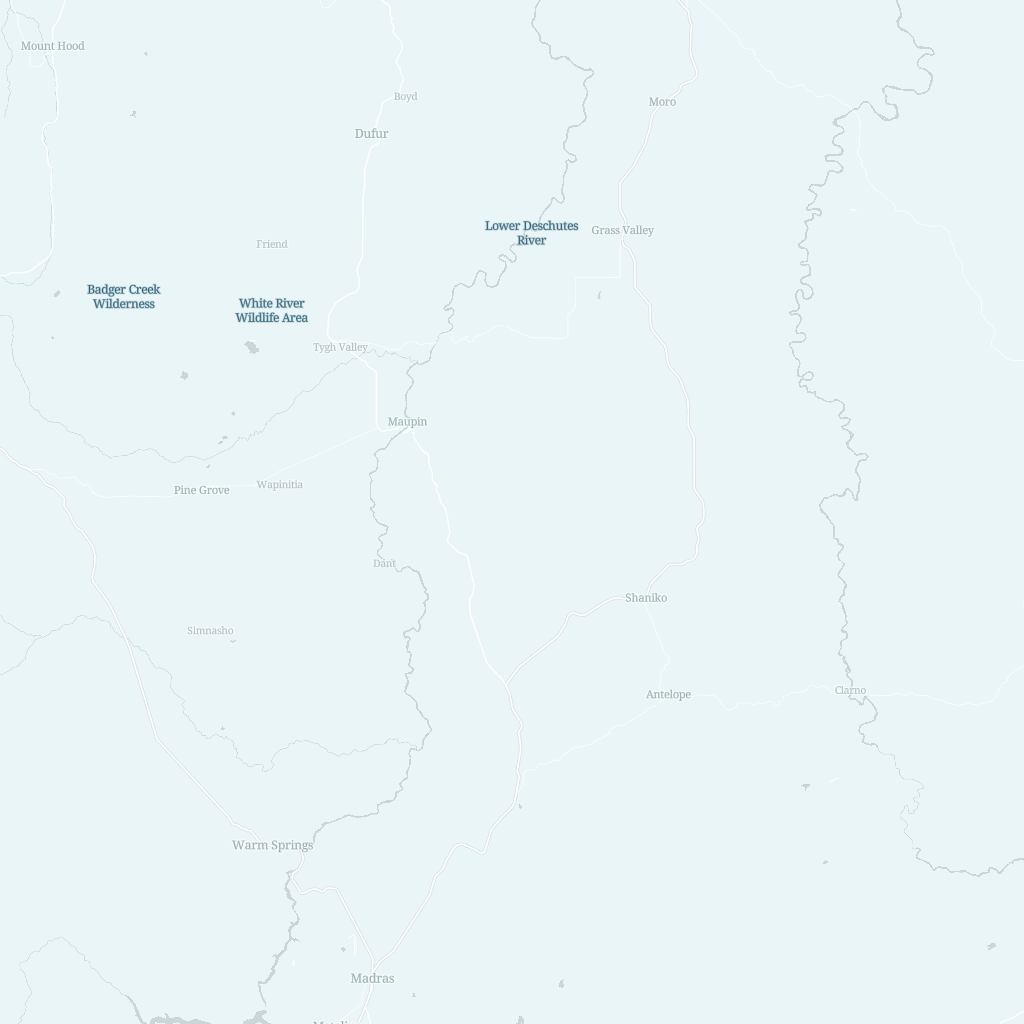 Mount Hood
Boyd
Moro
Dufur
Lower Deschutes
River
Grass Valley
Friend
Badger Creek
Wilderness
White River
Wildlife Area
Tygh Valley
Maupin
Pine Grove
Wapinitia
Dant
Shaniko
Simnasho
Antelope
Clarno
Warm Springs
Madras